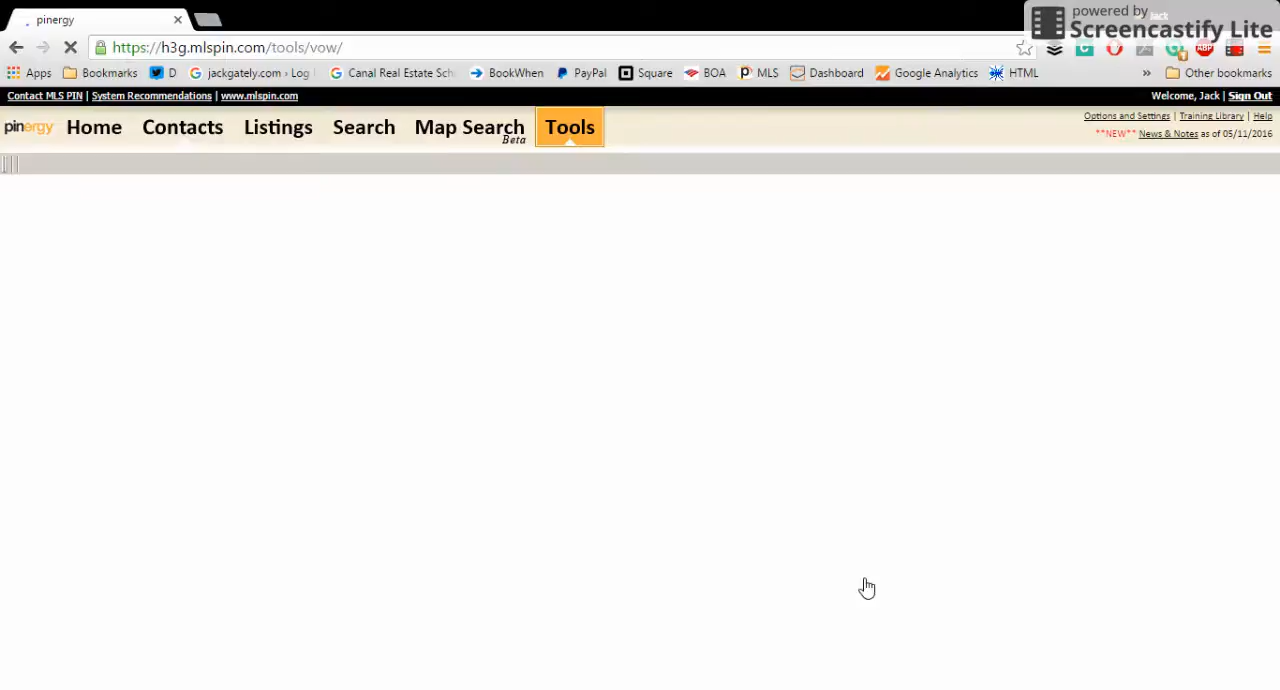 pinergy
powered by
Screencastify Lite
Jack
https://h3g.mlspin.com/tools/vow/
Apps Bookmarks D jackgately.com › Log Canal Real Estate Sch BookWhen PayPal Square BOA MLS Dashboard Google Analytics HTML » Other bookmarks
Contact MLS PIN | System Recommendations | www.mlspin.com Welcome, Jack | Sign Out
pinergy Home Contacts Listings Search Map Search Beta Tools
Options and Settings | Training Library | Help
**NEW** News & Notes as of 05/11/2016